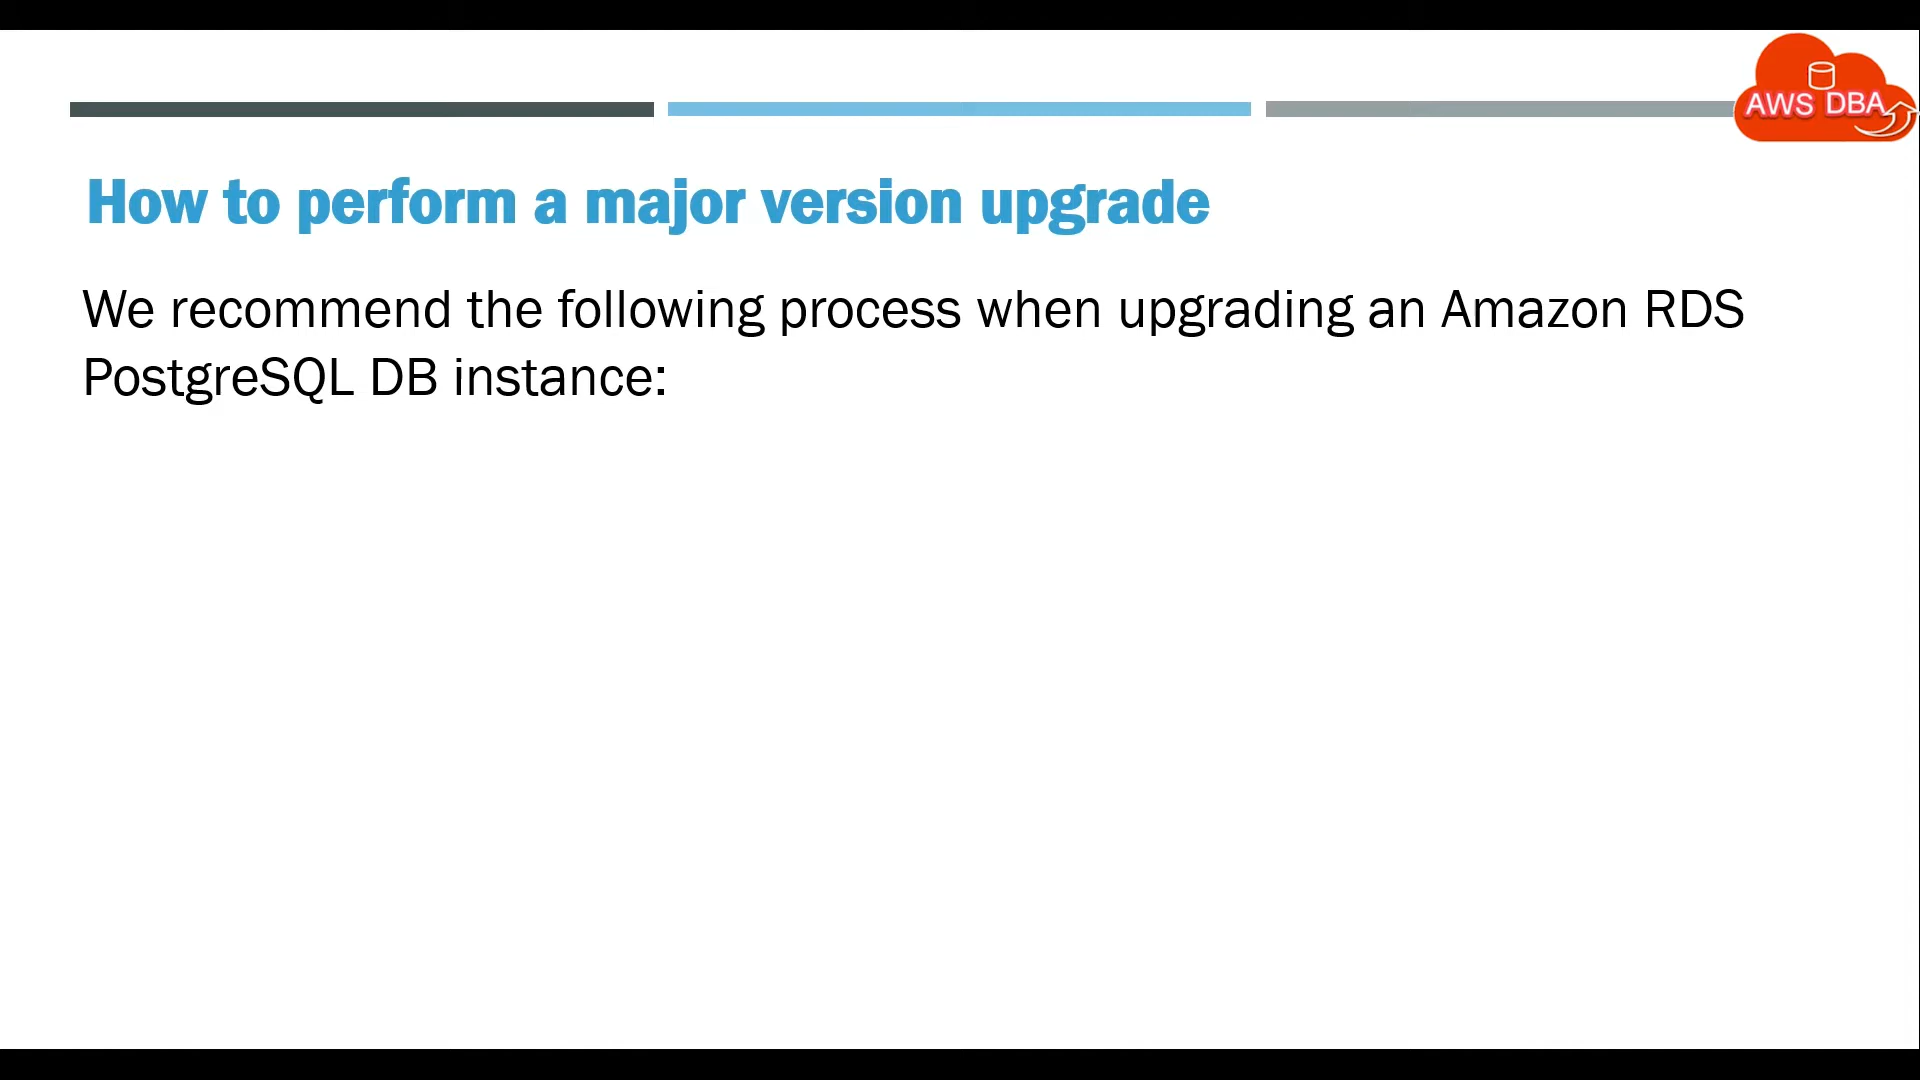 AWS DBA
How to perform a major version upgrade
We recommend the following process when upgrading an Amazon RDS
PostgreSQL DB instance: